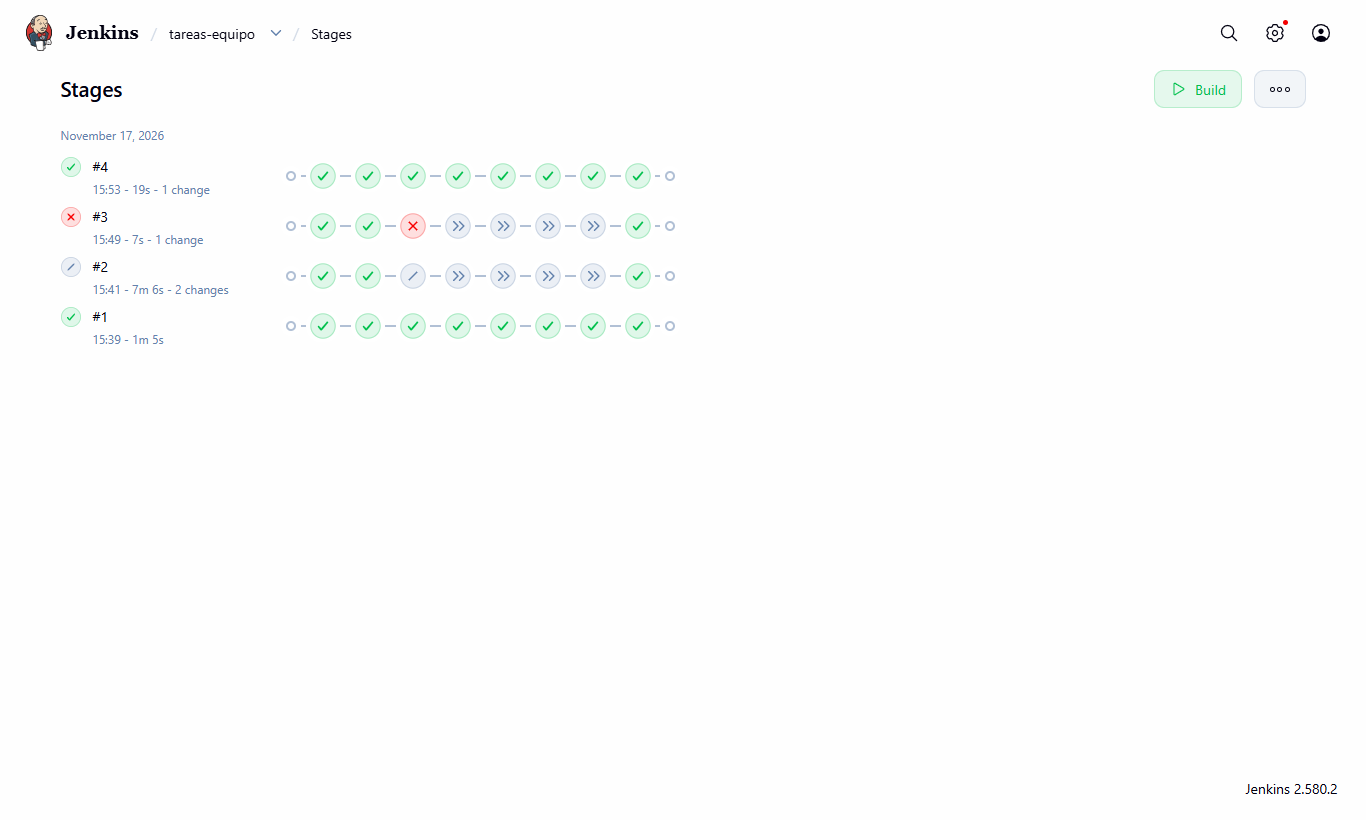 Jenkins / tareas-equipo / Stages
Stages
Build
November 17, 2026
#4
15:53 - 19s - 1 change
#3
15:49 - 7s - 1 change
#2
15:41 - 7m 6s - 2 changes
#1
15:39 - 1m 5s
Jenkins 2.580.2